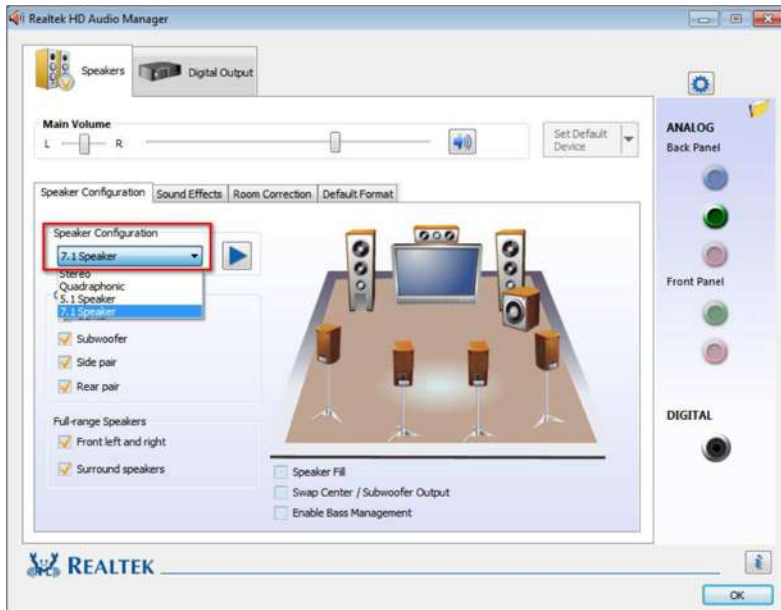 Realtek HD Audio Manager
Speakers
Digital Output
Main Volume
L
R
Set Default
Device
ANALOG
Back Panel
Speaker Configuration
Sound Effects
Room Correction
Default Format
Speaker Configuration
7.1 Speaker
Stereo
Quadraphonic
5.1 Speaker
7.1 Speaker
Subwoofer
Side pair
Rear pair
Front Panel
Full-range Speakers
Front left and right
Surround speakers
DIGITAL
Speaker Fill
Swap Center / Subwoofer Output
Enable Bass Management
REALTEK
i
OK